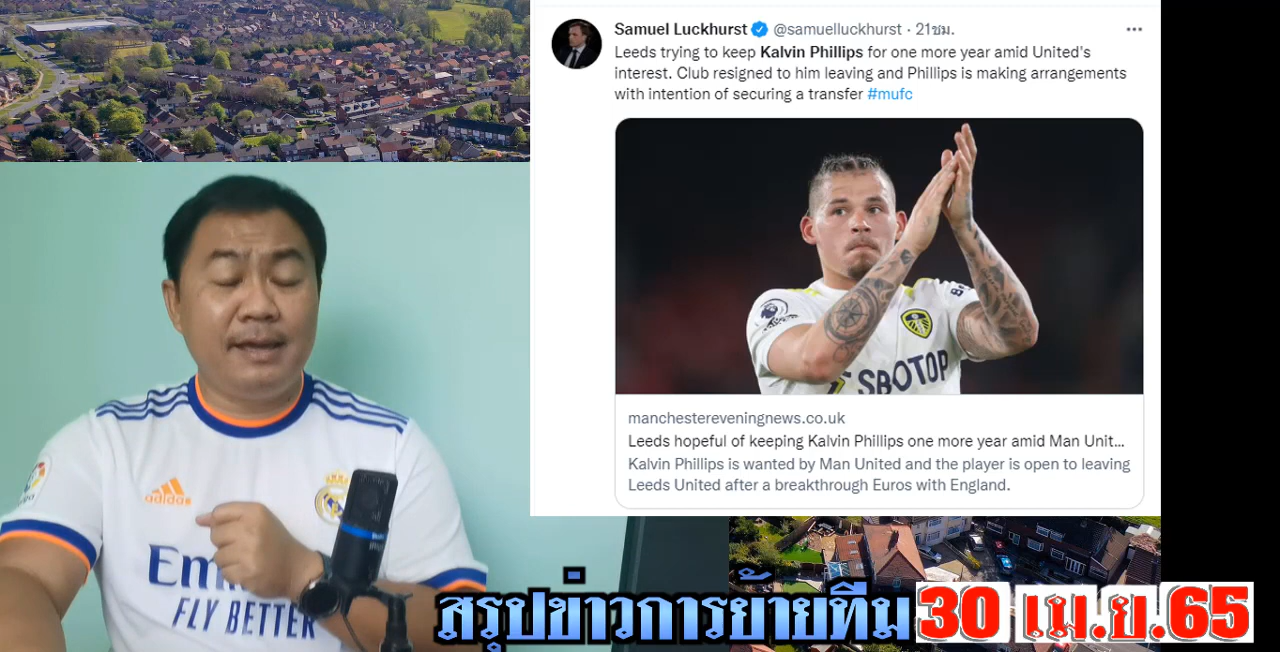 Samuel Luckhurst @samuelluckhurst · 21ชม.
Leeds trying to keep Kalvin Phillips for one more year amid United's
interest. Club resigned to him leaving and Phillips is making arrangements
with intention of securing a transfer #mufc
SBOTOP
manchestereveningnews.co.uk
Leeds hopeful of keeping Kalvin Phillips one more year amid Man Unit...
Kalvin Phillips is wanted by Man United and the player is open to leaving
Leeds United after a breakthrough Euros with England.
adidas
FLY BETTER
สรุปข่าวการย้ายทีม 30 เม.ย.65